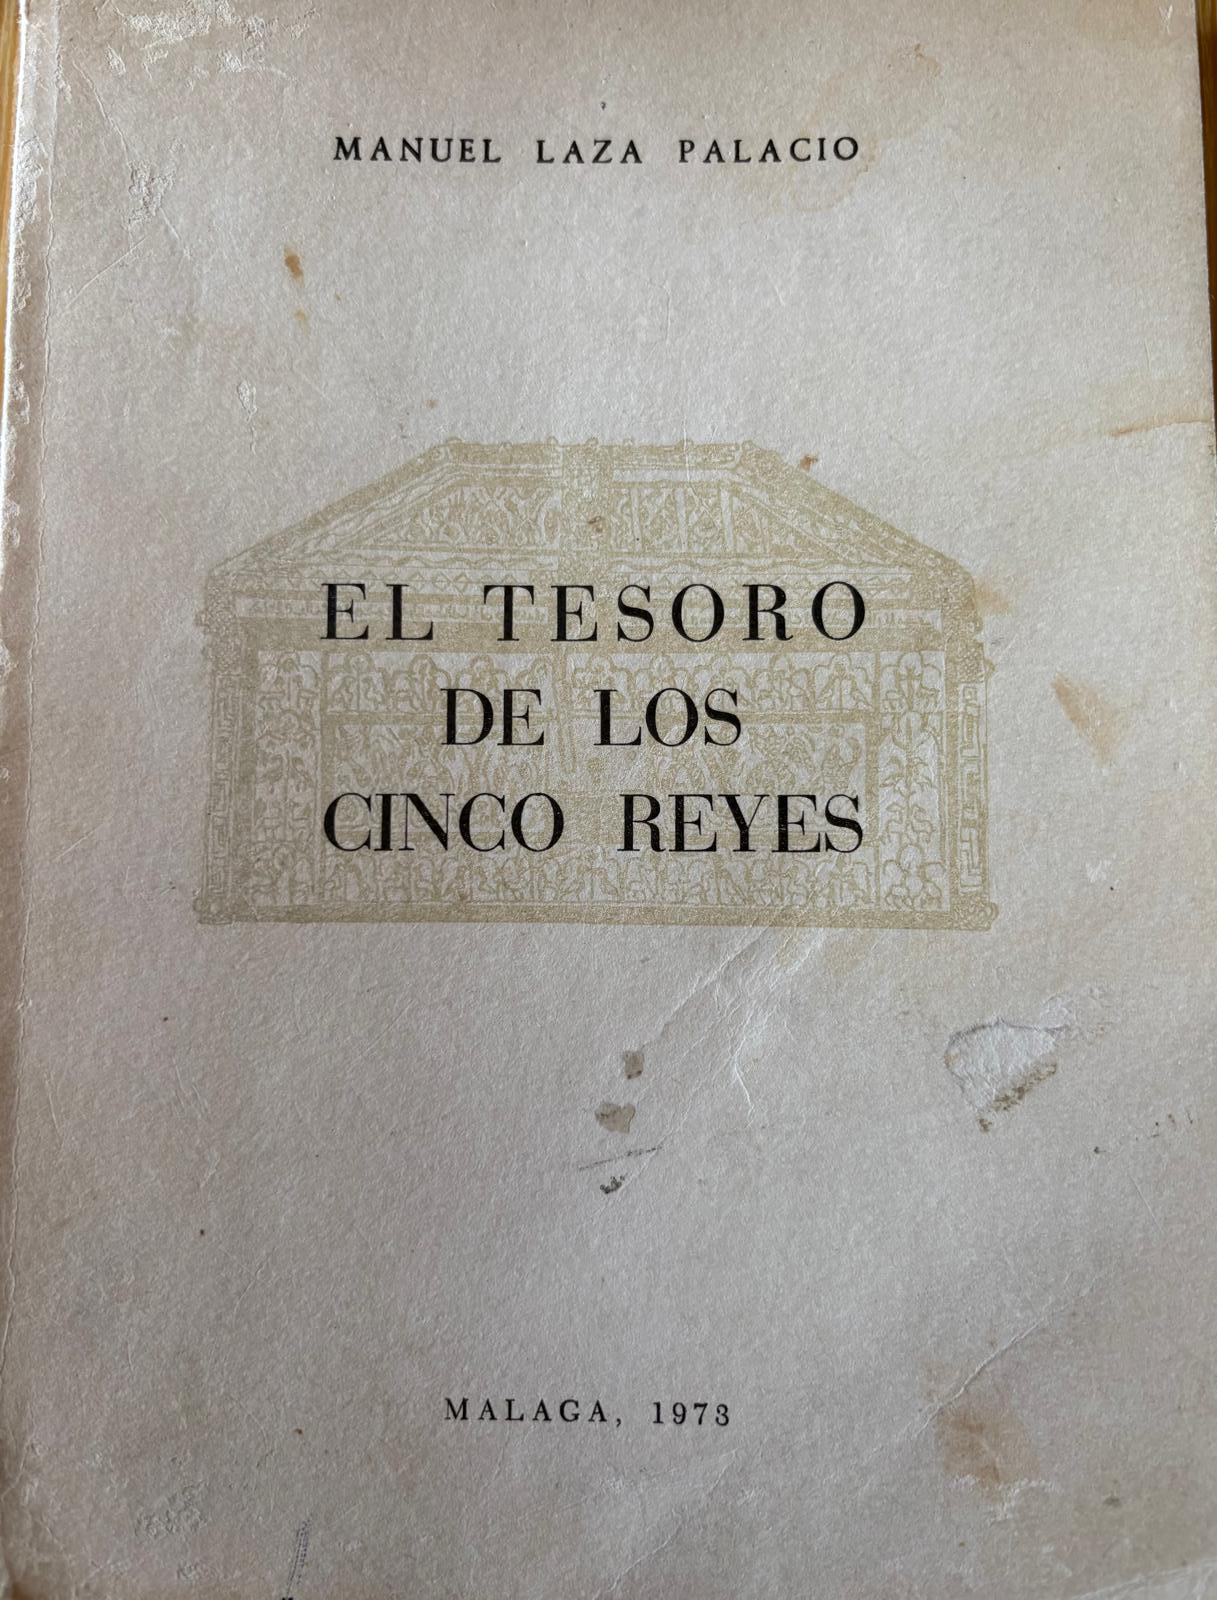 MANUEL LAZA PALACIO
EL TESORO
DE LOS
CINCO REYES
MALAGA, 1973